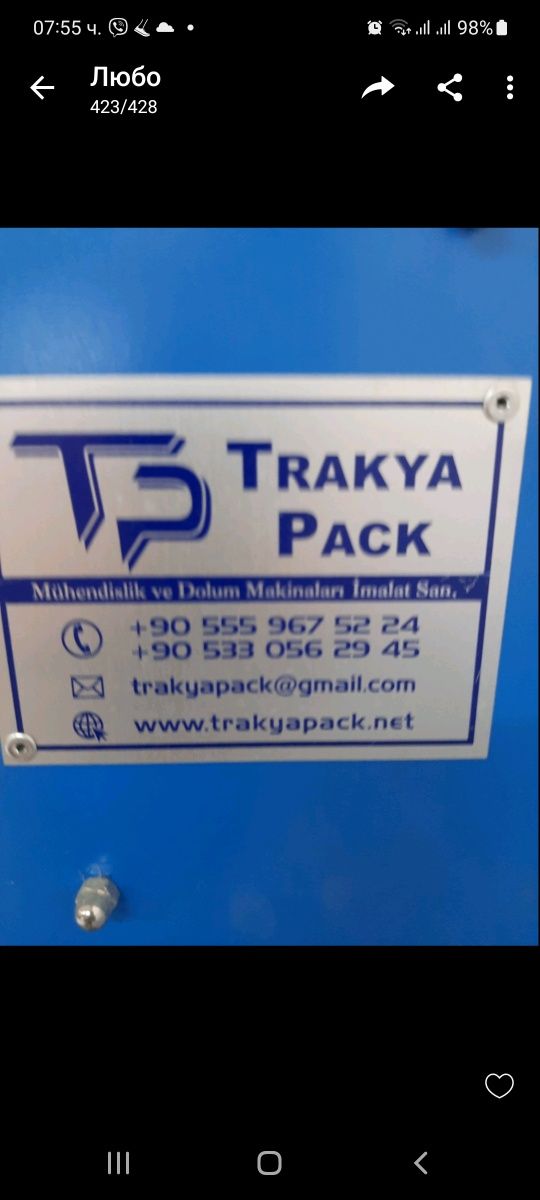 07:55 ч.
98%
Любо
423/428
TP
TRAKYA
PACK
Mühendislik ve Dolum Makinaları İmalat San.
+90 555 967 52 24
+90 533 056 29 45
trakyapack@gmail.com
www.trakyapack.net